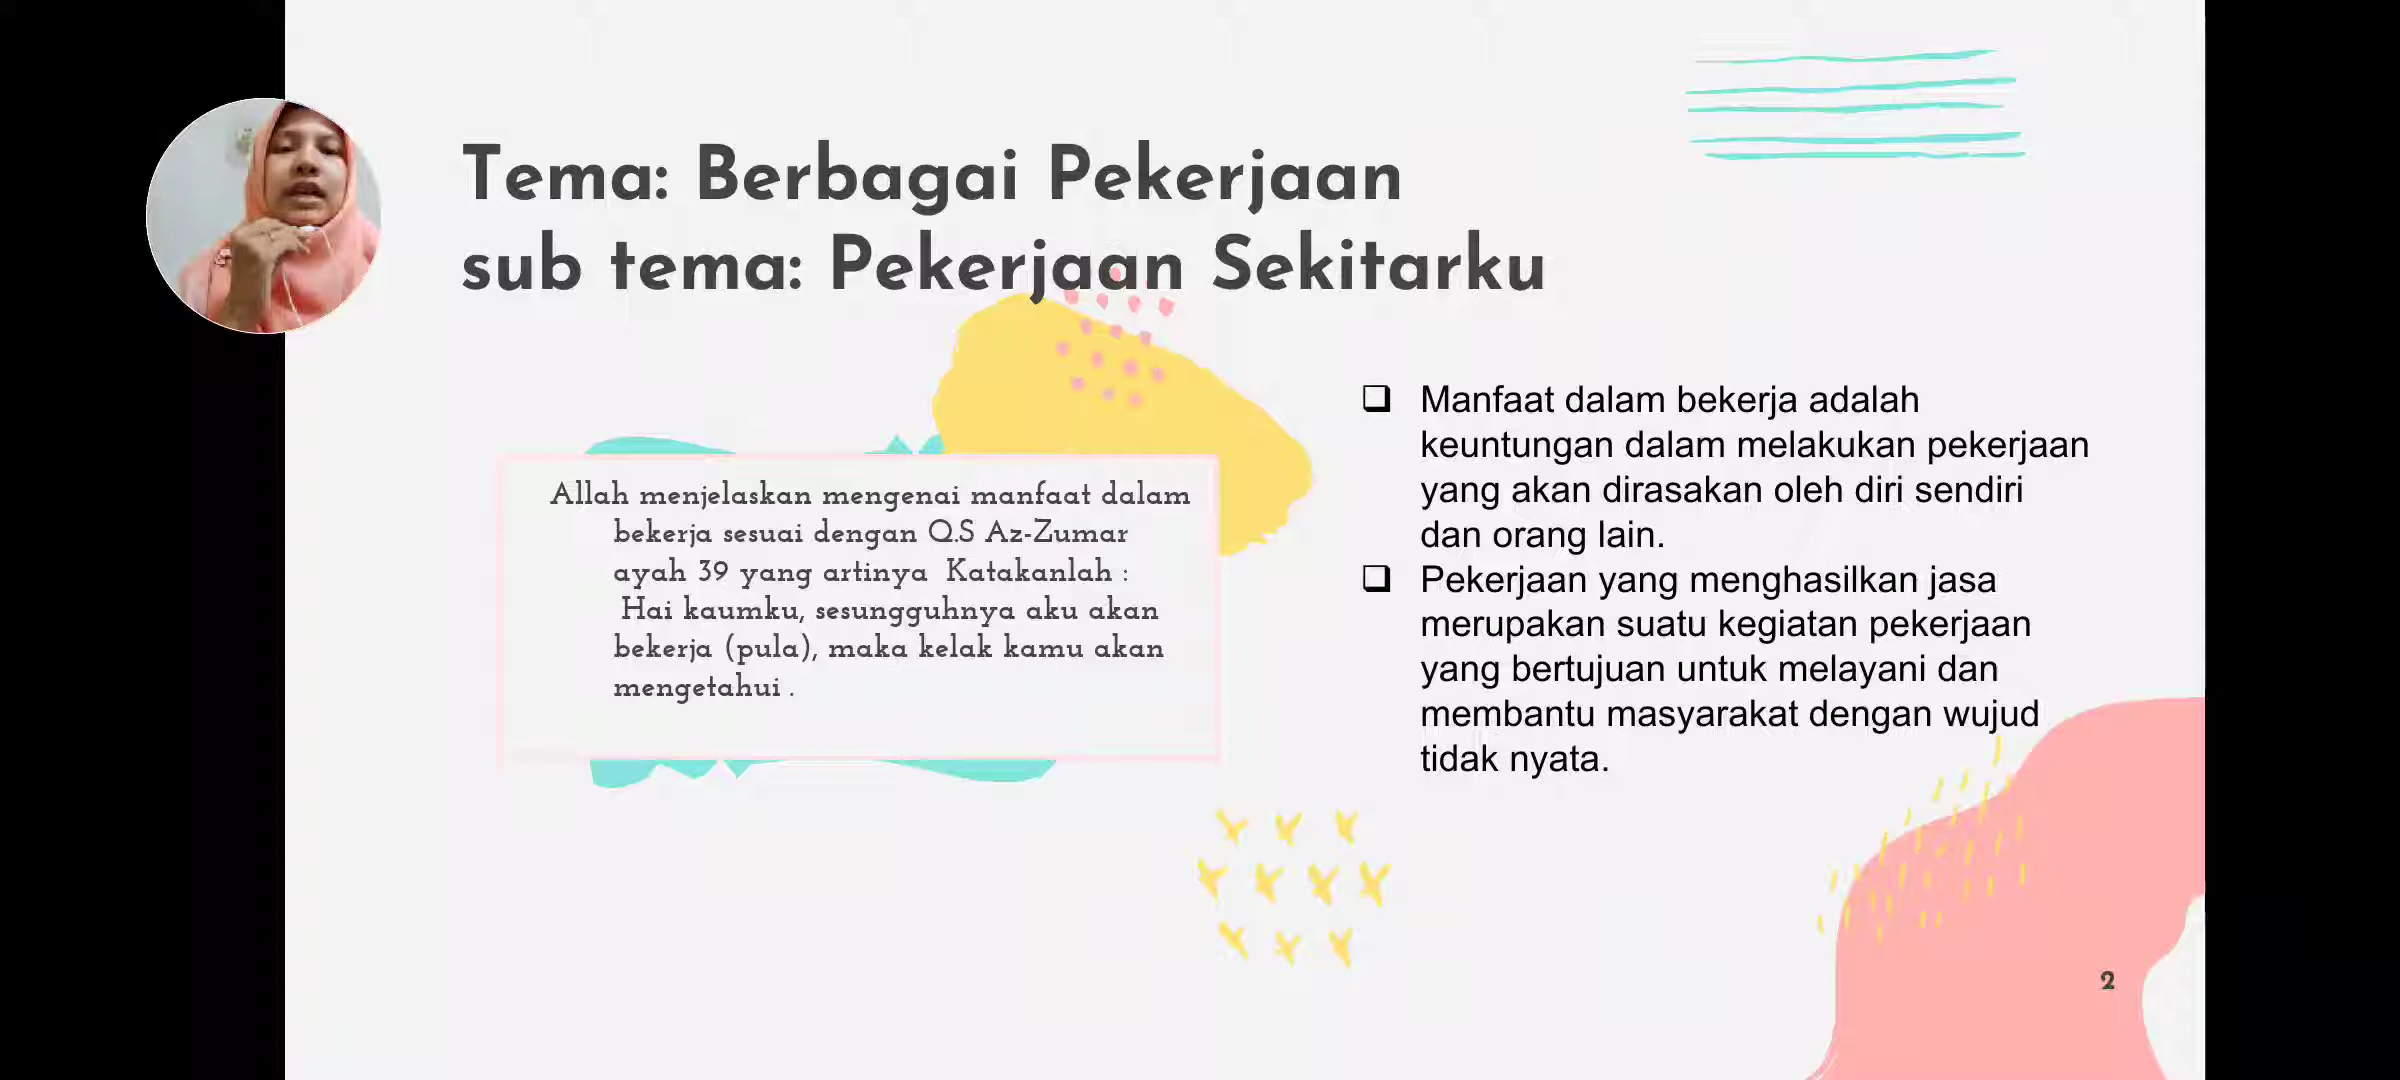 Tema: Berbagai Pekerjaan
sub tema: Pekerjaan Sekitarku
Allah menjelaskan mengenai manfaat dalam
bekerja sesuai dengan Q.S Az-Zumar
ayah 39 yang artinya Katakanlah :
Hai kaumku, sesungguhnya aku akan
bekerja (pula), maka kelak kamu akan
mengetahui .
Manfaat dalam bekerja adalah
keuntungan dalam melakukan pekerjaan
yang akan dirasakan oleh diri sendiri
dan orang lain.
Pekerjaan yang menghasilkan jasa
merupakan suatu kegiatan pekerjaan
yang bertujuan untuk melayani dan
membantu masyarakat dengan wujud
tidak nyata.
2